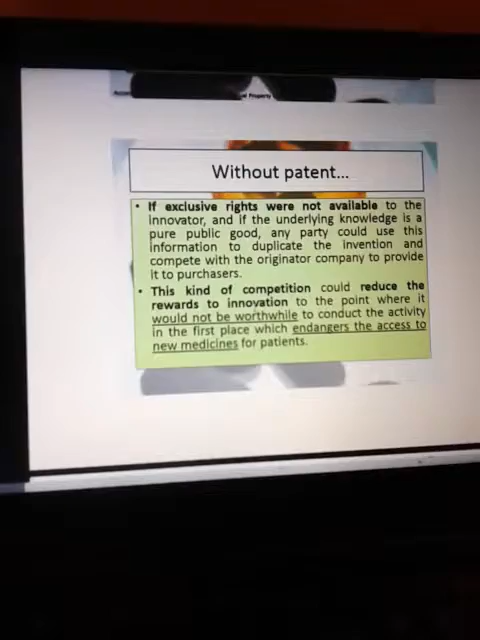 al Property
Without patent...
• If exclusive rights were not available to the
innovator, and if the underlying knowledge is a
pure public good, any party could use this
information to duplicate the invention and
compete with the originator company to provide
it to purchasers.
• This kind of competition could reduce the
rewards to innovation to the point where it
would not be worthwhile to conduct the activity
in the first place which endangers the access to
new medicines for patients.